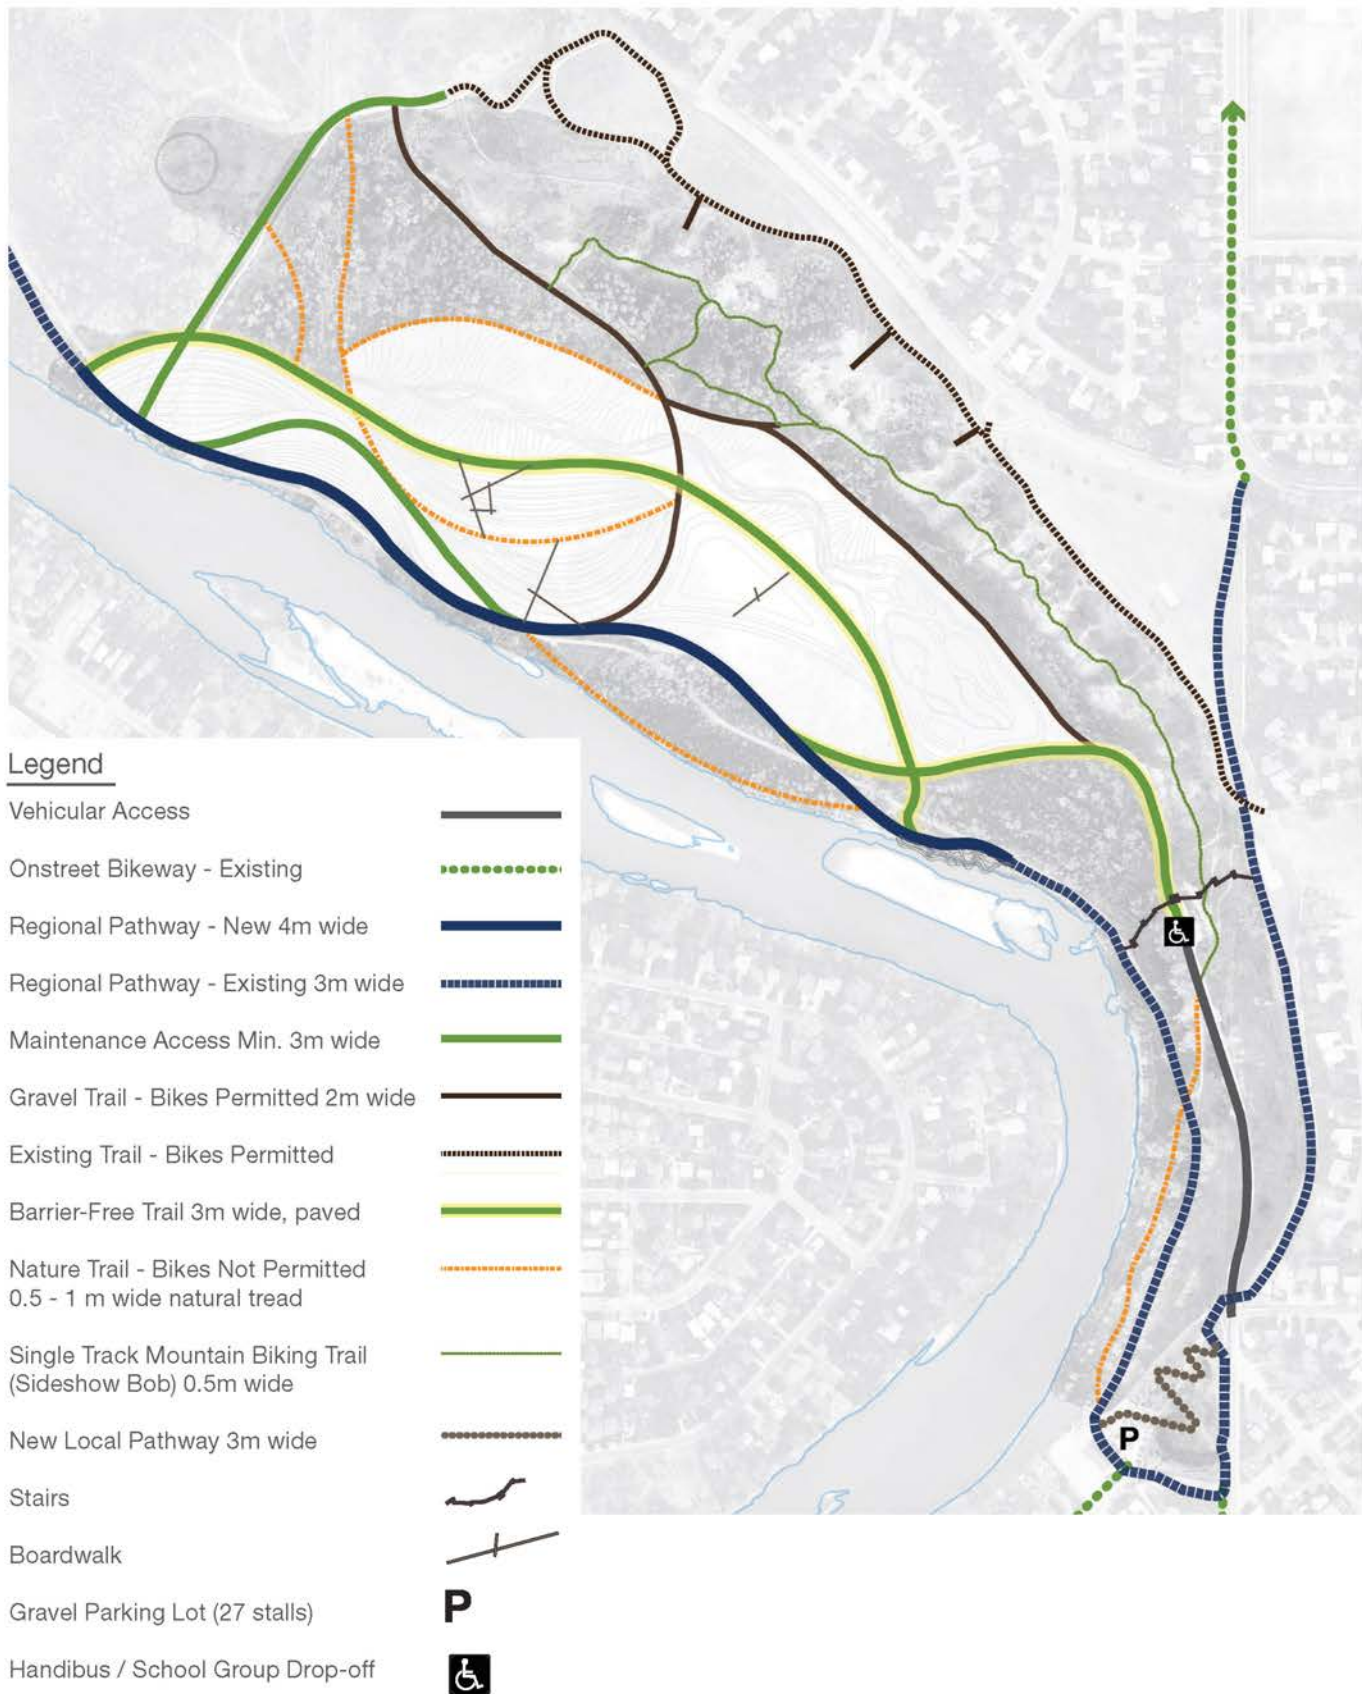 Legend
Vehicular Access
Onstreet Bikeway - Existing
Regional Pathway - New 4m wide
Regional Pathway - Existing 3m wide
Maintenance Access Min. 3m wide
Gravel Trail - Bikes Permitted 2m wide
Existing Trail - Bikes Permitted
Barrier-Free Trail 3m wide, paved
Nature Trail - Bikes Not Permitted
0.5 - 1 m wide natural tread
Single Track Mountain Biking Trail
(Sideshow Bob) 0.5m wide
New Local Pathway 3m wide
P
Stairs
Boardwalk
Gravel Parking Lot (27 stalls) P
Handibus / School Group Drop-off